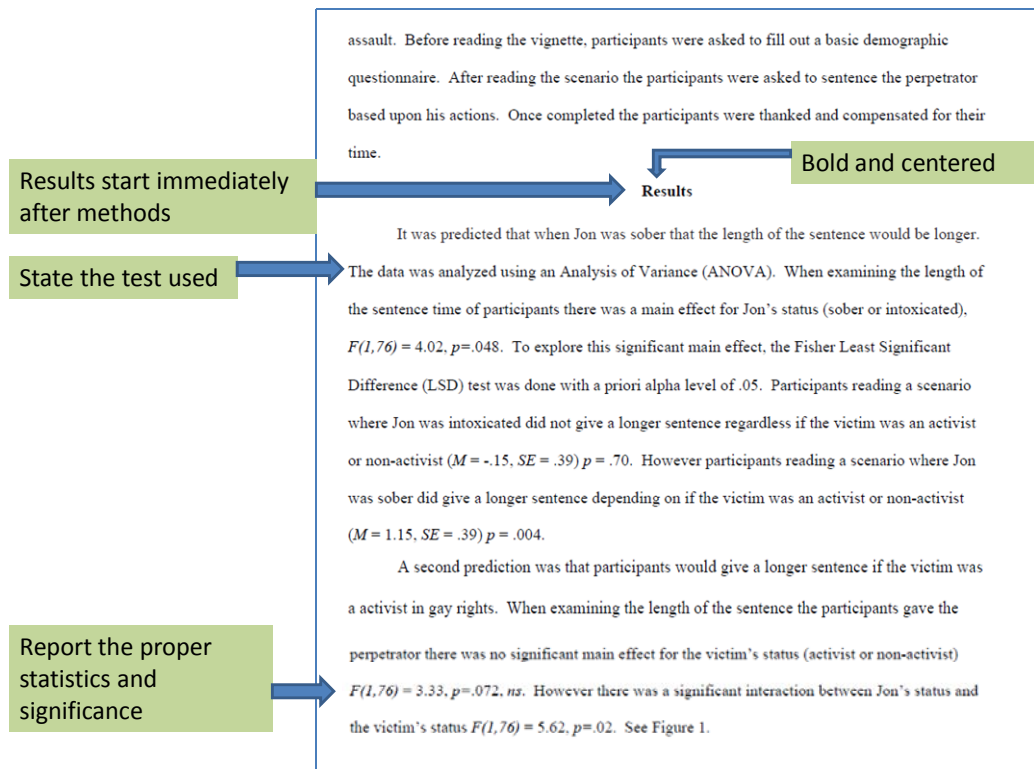 assault.  Before reading the vignette, participants were asked to fill out a basic demographic
questionnaire.  After reading the scenario the participants were asked to sentence the perpetrator
based upon his actions.  Once completed the participants were thanked and compensated for their
time.
Bold and centered
Results start immediately
after methods
Results
It was predicted that when Jon was sober that the length of the sentence would be longer.
State the test used
The data was analyzed using an Analysis of Variance (ANOVA).  When examining the length of
the sentence time of participants there was a main effect for Jon's status (sober or intoxicated),
F(1,76) = 4.02, p=.048.  To explore this significant main effect, the Fisher Least Significant
Difference (LSD) test was done with a priori alpha level of .05.  Participants reading a scenario
where Jon was intoxicated did not give a longer sentence regardless if the victim was an activist
or non-activist (M = -.15, SE = .39) p = .70.  However participants reading a scenario where Jon
was sober did give a longer sentence depending on if the victim was an activist or non-activist
(M = 1.15, SE = .39) p = .004.
A second prediction was that participants would give a longer sentence if the victim was
a activist in gay rights.  When examining the length of the sentence the participants gave the
perpetrator there was no significant main effect for the victim's status (activist or non-activist)
Report the proper
statistics and
significance
F(1,76) = 3.33, p=.072, ns.  However there was a significant interaction between Jon's status and
the victim's status F(1,76) = 5.62, p=.02.  See Figure 1.